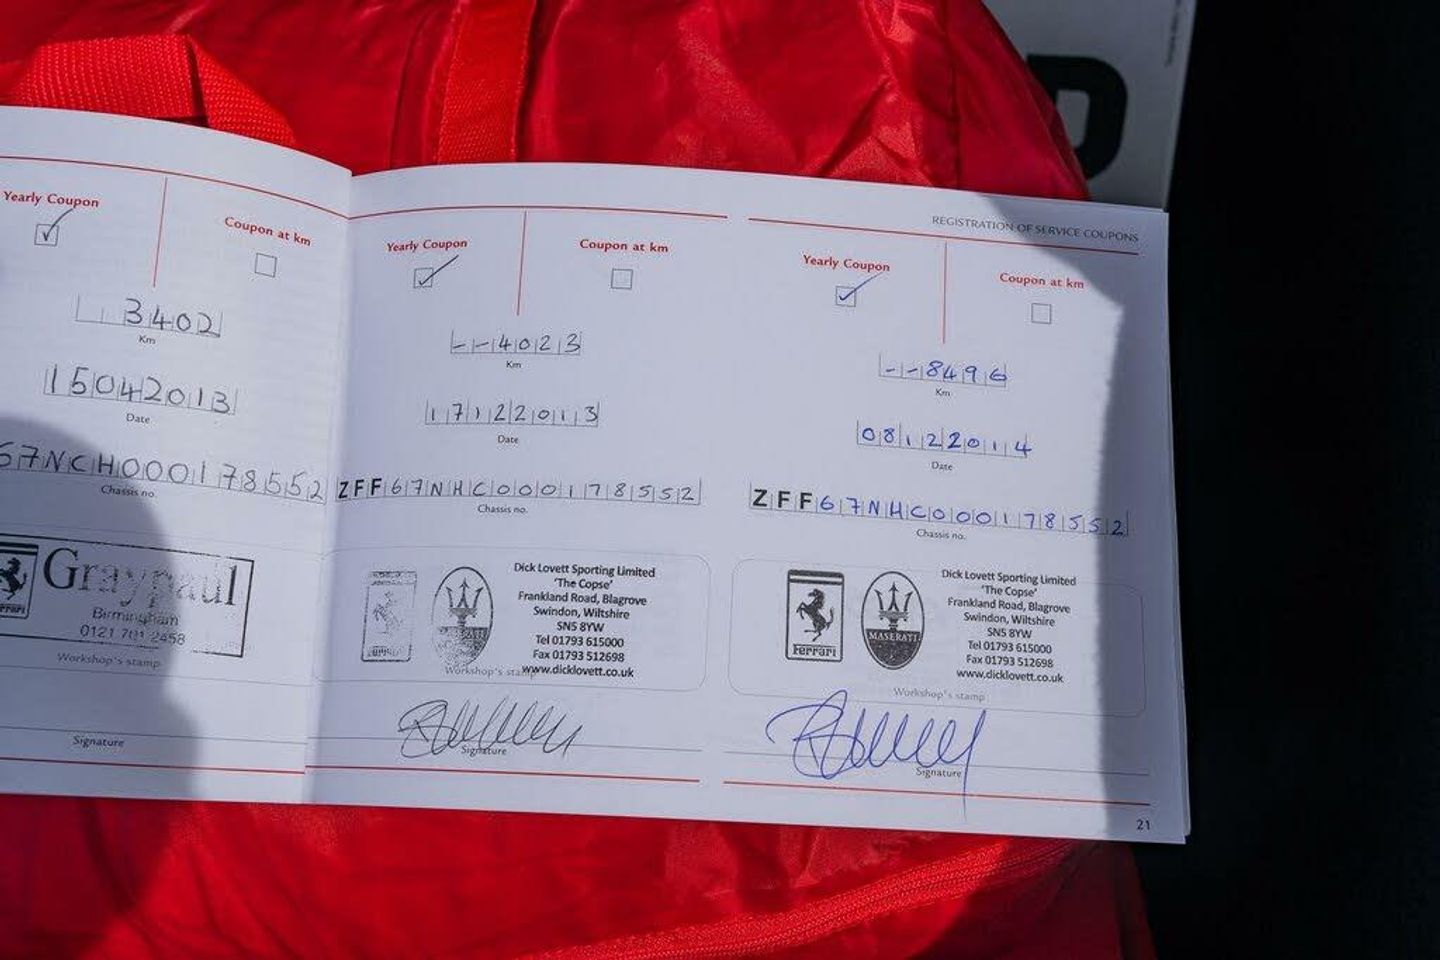 REGISTRATION OF SERVICE COUPONS
Yearly Coupon
Coupon at km
3402
Km
15042013
Date
67NCH000178552
Chassis no.
Ferrari
Graypaul
Birmingham
0121 701 2458
Workshop's stamp
Signature
Yearly Coupon
Coupon at km
--4023
Km
17122013
Date
ZFF67NHC000178552
Chassis no.
Ferrari
MASERATI
Dick Lovett Sporting Limited
'The Copse'
Frankland Road, Blagrove
Swindon, Wiltshire
SN5 8YW
Tel 01793 615000
Fax 01793 512698
www.dicklovett.co.uk
Workshop's stamp
Signature
Yearly Coupon
Coupon at km
--8496
Km
08122014
Date
ZFF67NHC000178552
Chassis no.
Ferrari
MASERATI
Dick Lovett Sporting Limited
'The Copse'
Frankland Road, Blagrove
Swindon, Wiltshire
SN5 8YW
Tel 01793 615000
Fax 01793 512698
www.dicklovett.co.uk
Workshop's stamp
Signature
21